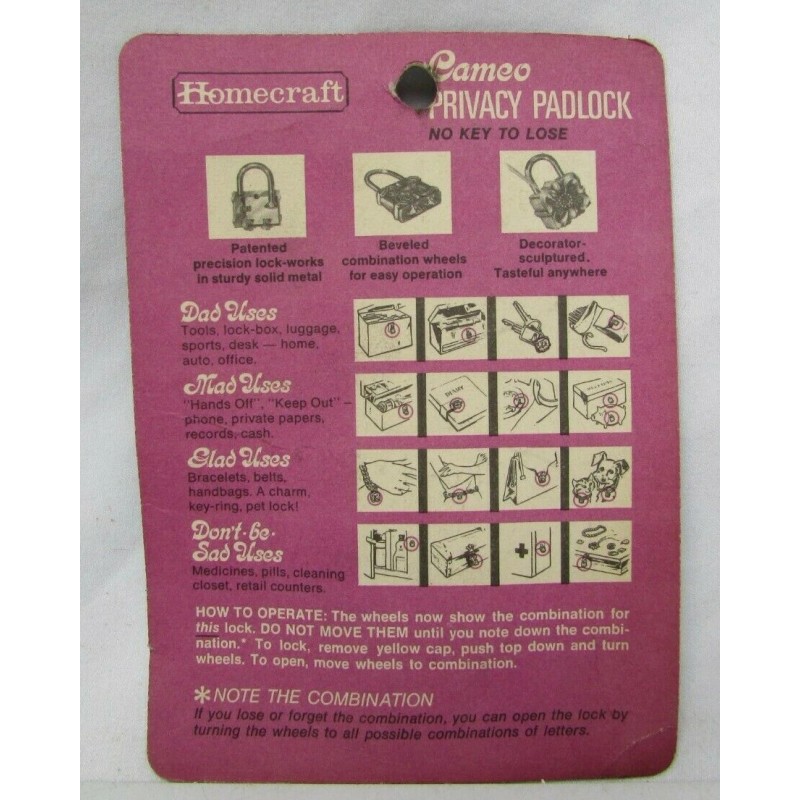 Homecraft
Cameo
PRIVACY PADLOCK
NO KEY TO LOSE
Patented
precision lock-works
in sturdy solid metal
Beveled
combination wheels
for easy operation
Decorator-
sculptured.
Tasteful anywhere
Dad Uses
Tools, lock-box, luggage,
sports, desk — home,
auto, office.
Mad Uses
"Hands Off", "Keep Out" –
phone, private papers,
records, cash.
Glad Uses
Bracelets, belts,
handbags. A charm,
key-ring, pet lock!
Don't-be-
Sad Uses
Medicines, pills, cleaning
closet, retail counters.
HOW TO OPERATE: The wheels now show the combination for
this lock. DO NOT MOVE THEM until you note down the combi-
nation.* To lock, remove yellow cap, push top down and turn
wheels. To open, move wheels to combination.
*NOTE THE COMBINATION
If you lose or forget the combination, you can open the lock by
turning the wheels to all possible combinations of letters.